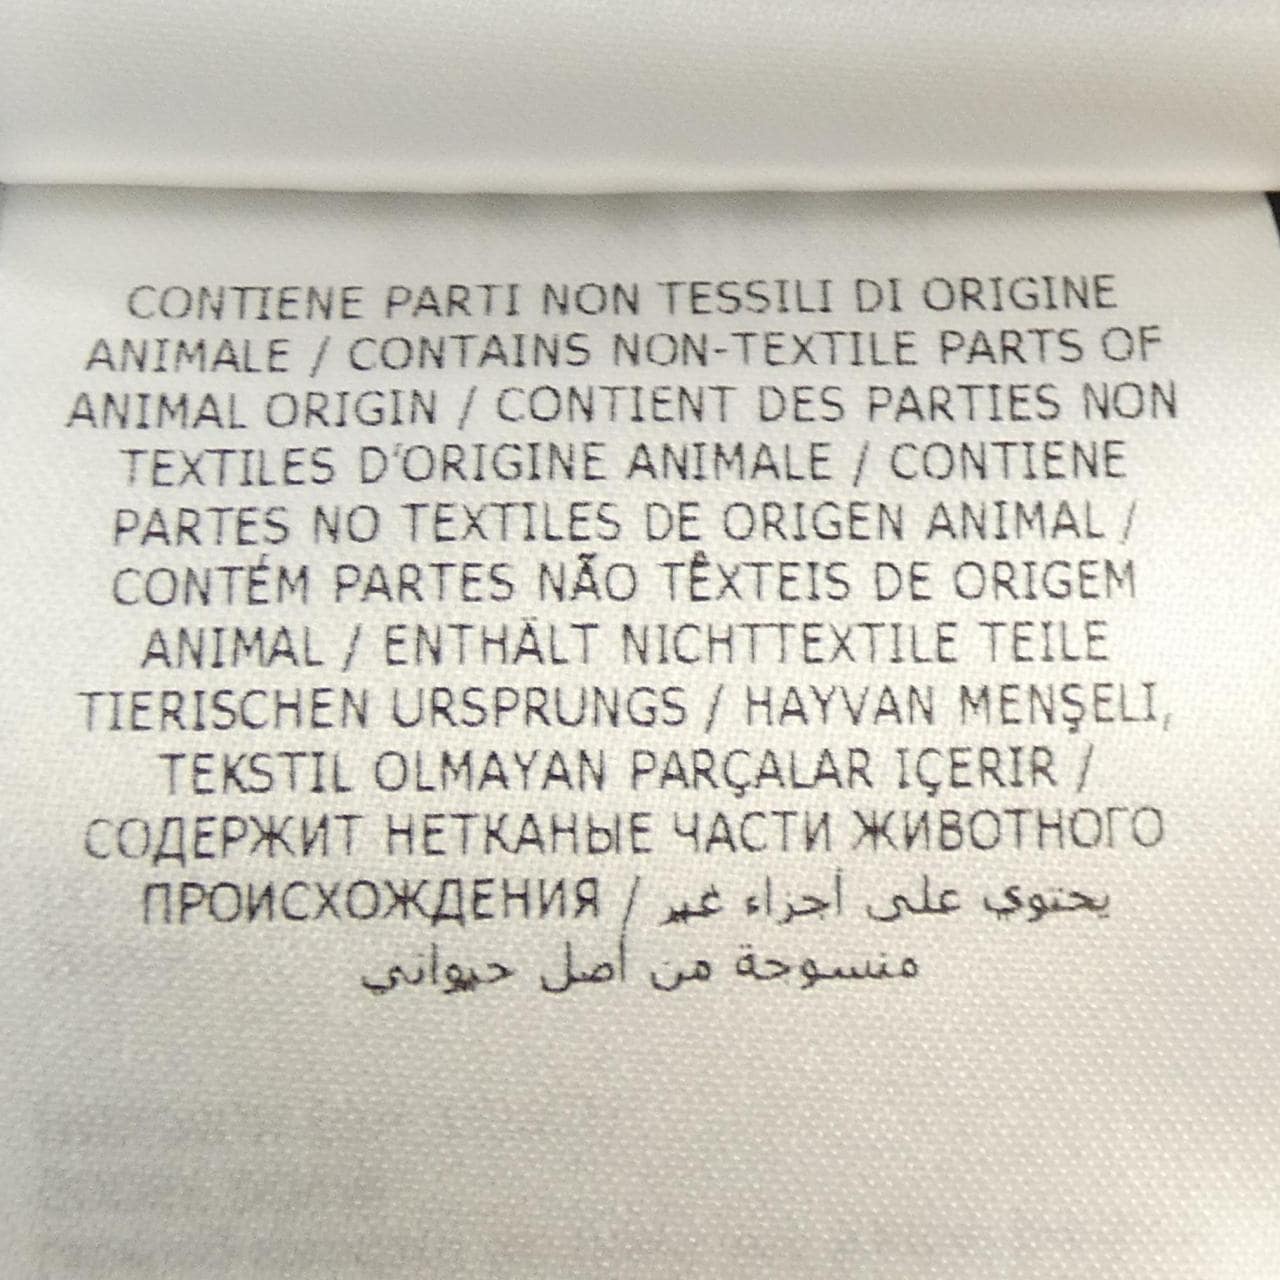 CONTIENE PARTI NON TESSILI DI ORIGINE
ANIMALE / CONTAINS NON-TEXTILE PARTS OF
ANIMAL ORIGIN / CONTIENT DES PARTIES NON
TEXTILES D'ORIGINE ANIMALE / CONTIENE
PARTES NO TEXTILES DE ORIGEN ANIMAL /
CONTÉM PARTES NÃO TÊXTEIS DE ORIGEM
ANIMAL / ENTHÄLT NICHTTEXTILE TEILE
TIERISCHEN URSPRUNGS / HAYVAN MENŞELI,
TEKSTIL OLMAYAN PARÇALAR IÇERIR /
СОДЕРЖИТ НЕТКАНЫЕ ЧАСТИ ЖИВОТНОГО
ПРОИСХОЖДЕНИЯ / يحتوي على أجزاء غير
منسوجة من أصل حيواني